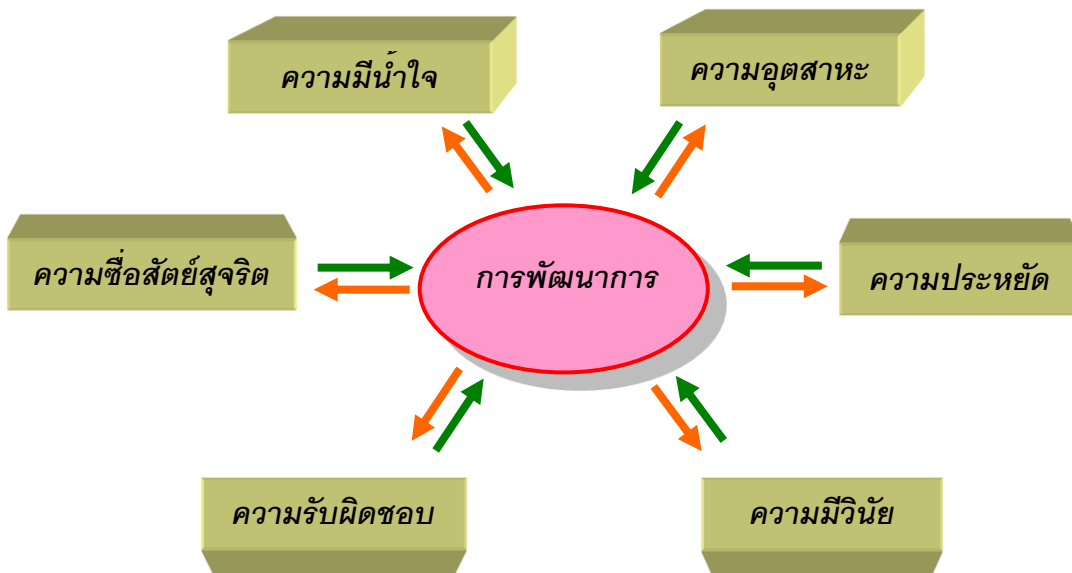 ความมีน้ำใจ
ความอุตสาหะ
ความซื่อสัตย์สุจริต
การพัฒนาการ
ความประหยัด
ความรับผิดชอบ
ความมีวินัย